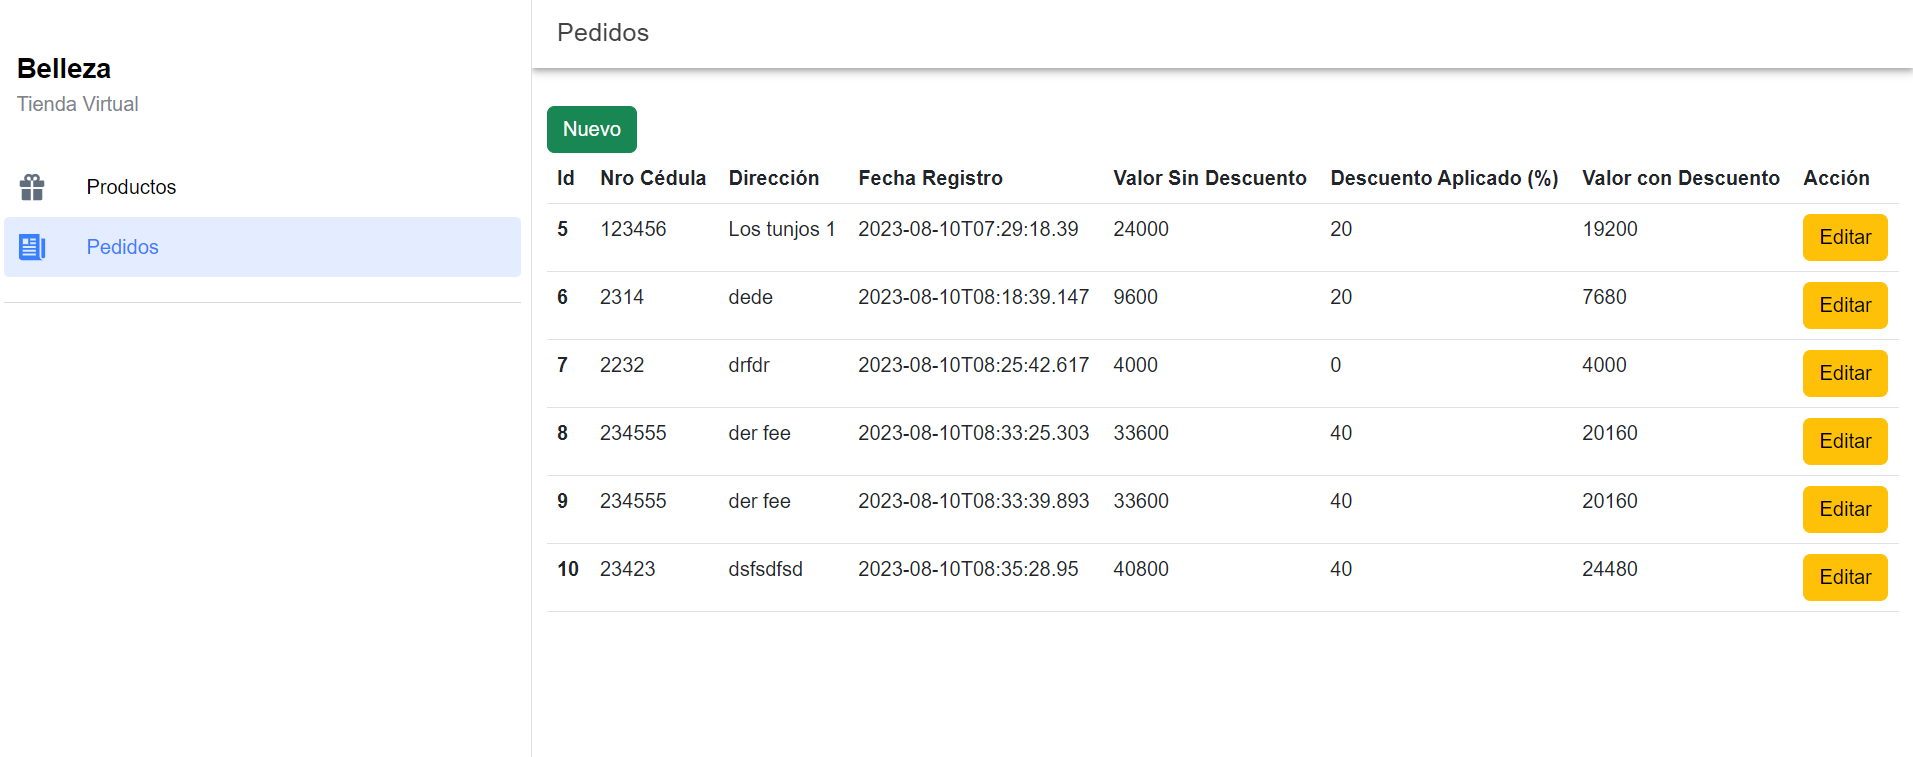 Belleza
Tienda Virtual
Productos
Pedidos
Pedidos
Nuevo
Id Nro Cédula Dirección Fecha Registro Valor Sin Descuento Descuento Aplicado (%) Valor con Descuento Acción
5 123456 Los tunjos 1 2023-08-10T07:29:18.39 24000 20 19200 Editar
6 2314 dede 2023-08-10T08:18:39.147 9600 20 7680 Editar
7 2232 drfdr 2023-08-10T08:25:42.617 4000 0 4000 Editar
8 234555 der fee 2023-08-10T08:33:25.303 33600 40 20160 Editar
9 234555 der fee 2023-08-10T08:33:39.893 33600 40 20160 Editar
10 23423 dsfsdfsd 2023-08-10T08:35:28.95 40800 40 24480 Editar